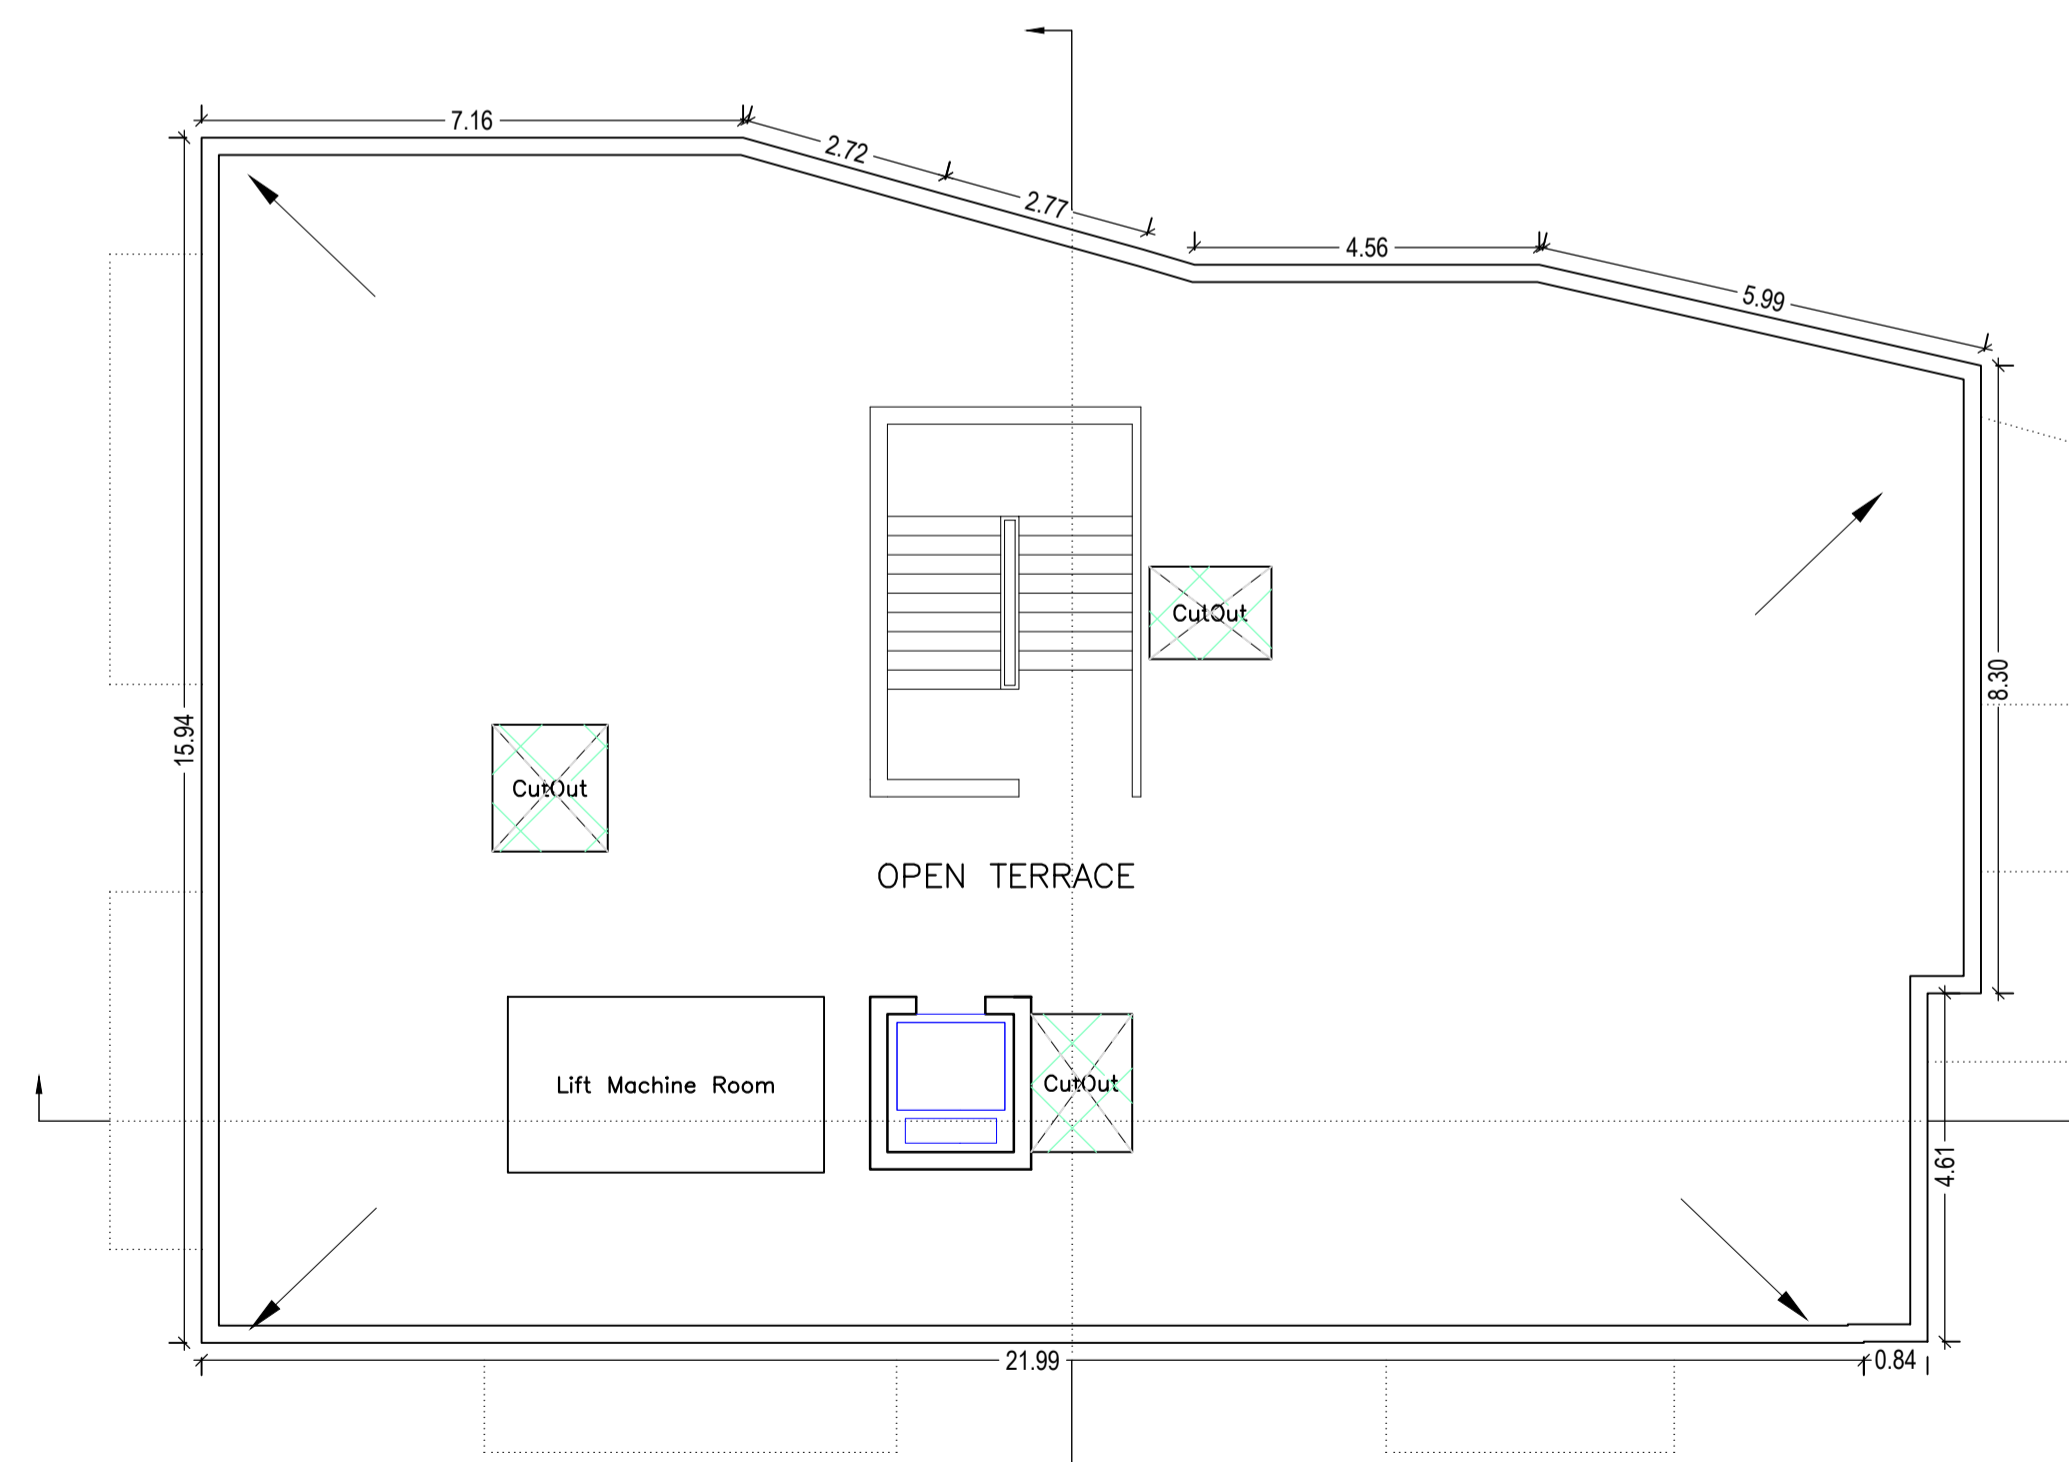 7.16
2.72
2.77
4.56
5.99
CutOut
8.30
15.94
CutOut
OPEN TERRACE
Lift Machine Room
CutOut
4.61
21.99
0.84